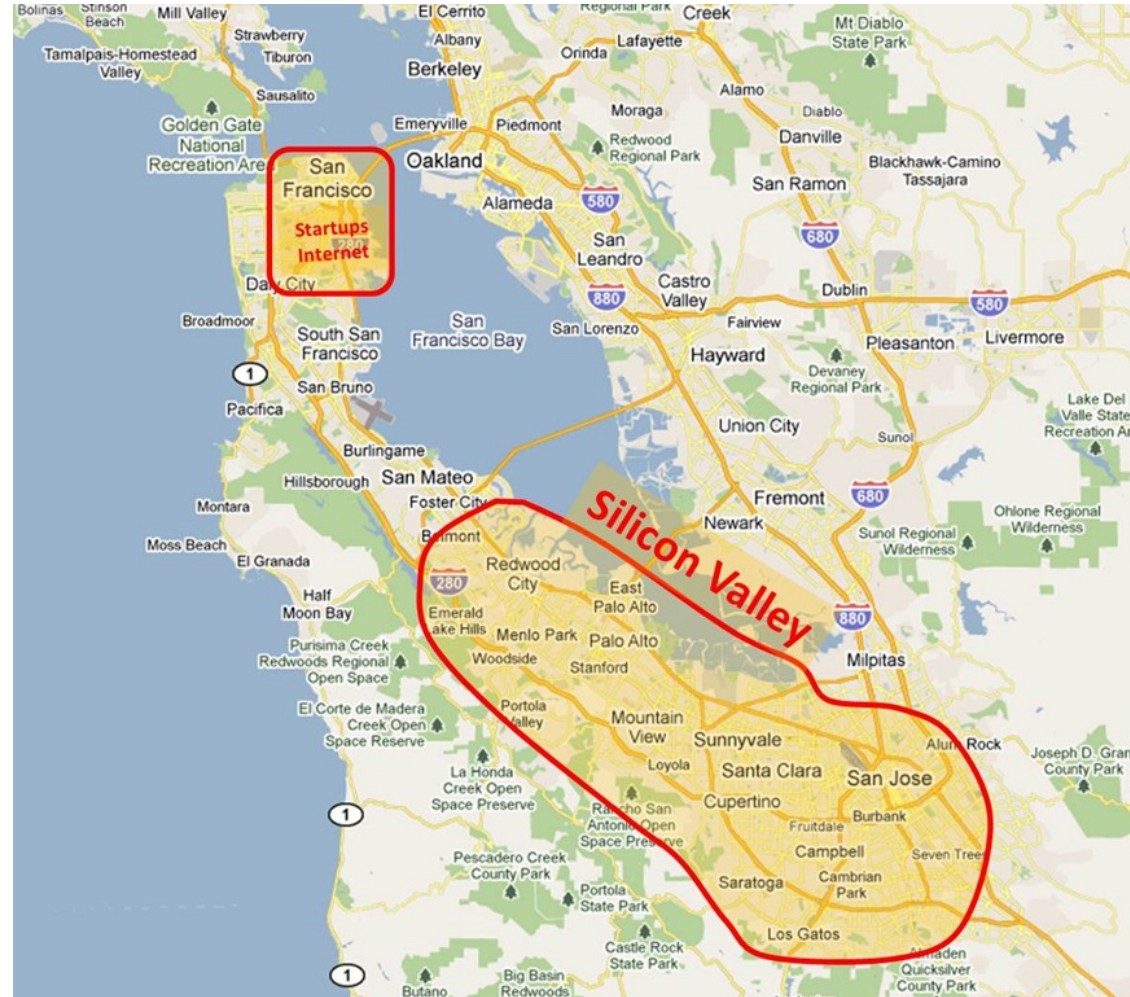 Bolinas
Stinson
Beach
Mill Valley
El Cerrito
Regional Park
Creek
Strawberry
Albany
Lafayette
Mt Diablo
State Park
Tamalpais-Homestead
Valley
Tiburon
Orinda
Berkeley
Alamo
Sausalito
Moraga
Diablo
Golden Gate
National
Recreation Area
Emeryville
Piedmont
Redwood
Regional Park
Danville
San
Francisco
Oakland
Blackhawk-Camino
Tassajara
San Ramon
Alameda
580
Startups
Internet
280
680
San
Leandro
Castro
Valley
Daly City
880
Dublin
580
Broadmoor
South San
Francisco
San
Francisco Bay
San Lorenzo
Fairview
Pleasanton
Livermore
Hayward
1
San Bruno
Devaney
Regional Park
Pacifica
Lake Del
Valle State
Recreation Ar
Union City
Sunol
Burlingame
Hillsborough
San Mateo
Foster City
Fremont
680
Montara
Silicon Valley
Newark
Ohlone Regional
Wilderness
Sunol Regional
Wilderness
Moss Beach
Belmont
El Granada
Redwood
City
280
East
Palo Alto
Half
Moon Bay
Emerald
Lake Hills
880
Menlo Park
Palo Alto
Purisima Creek
Redwoods Regional
Open Space
Woodside
Stanford
Milpitas
El Corte de Madera
Creek Open
Space Reserve
Portola
Valley
Mountain
View
Sunnyvale
Alum Rock
Joseph D. Gran
County Park
Loyola
Santa Clara
San Jose
La Honda
Creek Open
Space Preserve
Cupertino
1
Rancho San
Antonio Open
Space Preserve
Fruitdale
Burbank
Campbell
Seven Trees
Pescadero Creek
County Park
Saratoga
Cambrian
Park
Portola
State Park
Los Gatos
Castle Rock
State Park
Almaden
Quicksilver
County Park
1
Butano
Big Basin
Redwoods